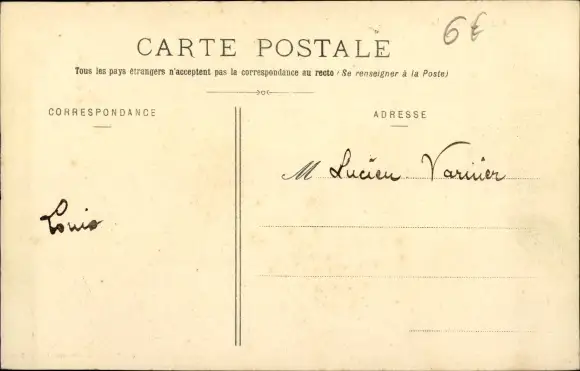 6€
CARTE POSTALE
Tous les pays étrangers n'acceptent pas la correspondance au recto (Se renseigner à la Poste)
CORRESPONDANCE
ADRESSE
M Lucien Varinier
Louis